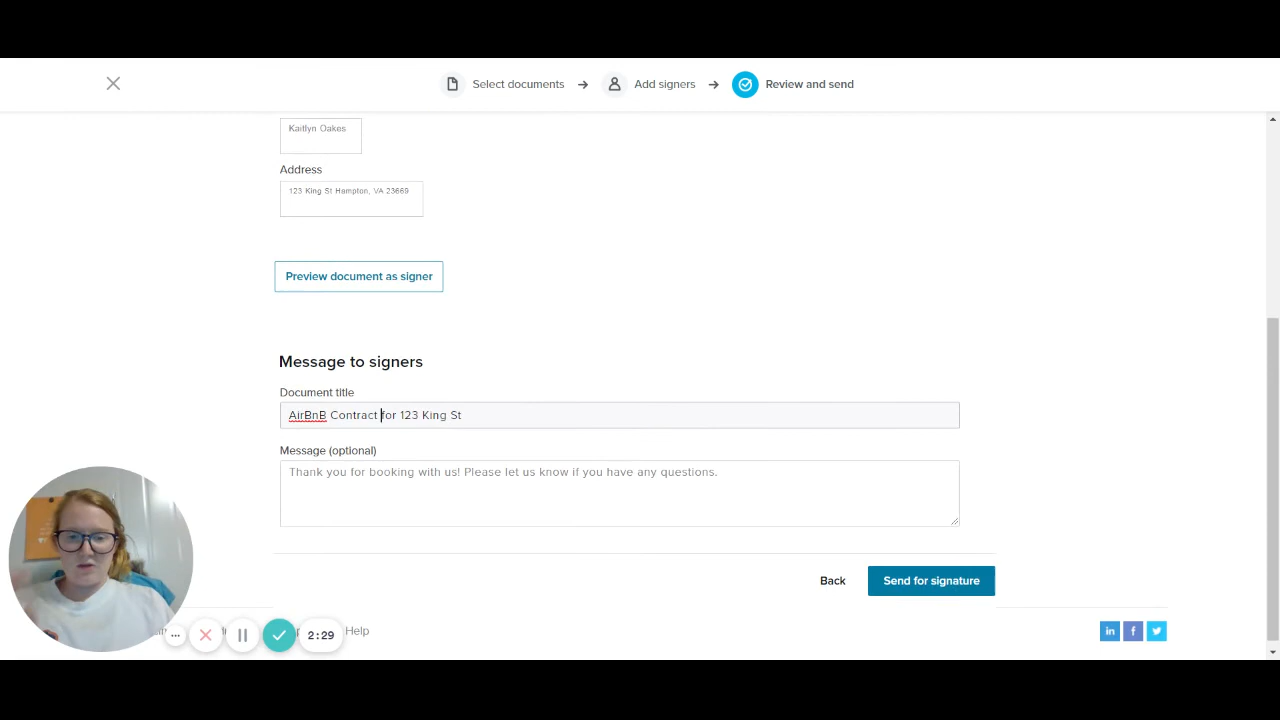 Select documents
Add signers
Review and send
Kaitlyn Oakes
Address
123 King St Hampton, VA 23669
Preview document as signer
Message to signers
Document title
AirBnB Contract for 123 King St
Message (optional)
Thank you for booking with us! Please let us know if you have any questions.
Back
Send for signature
2:29
Help
in f